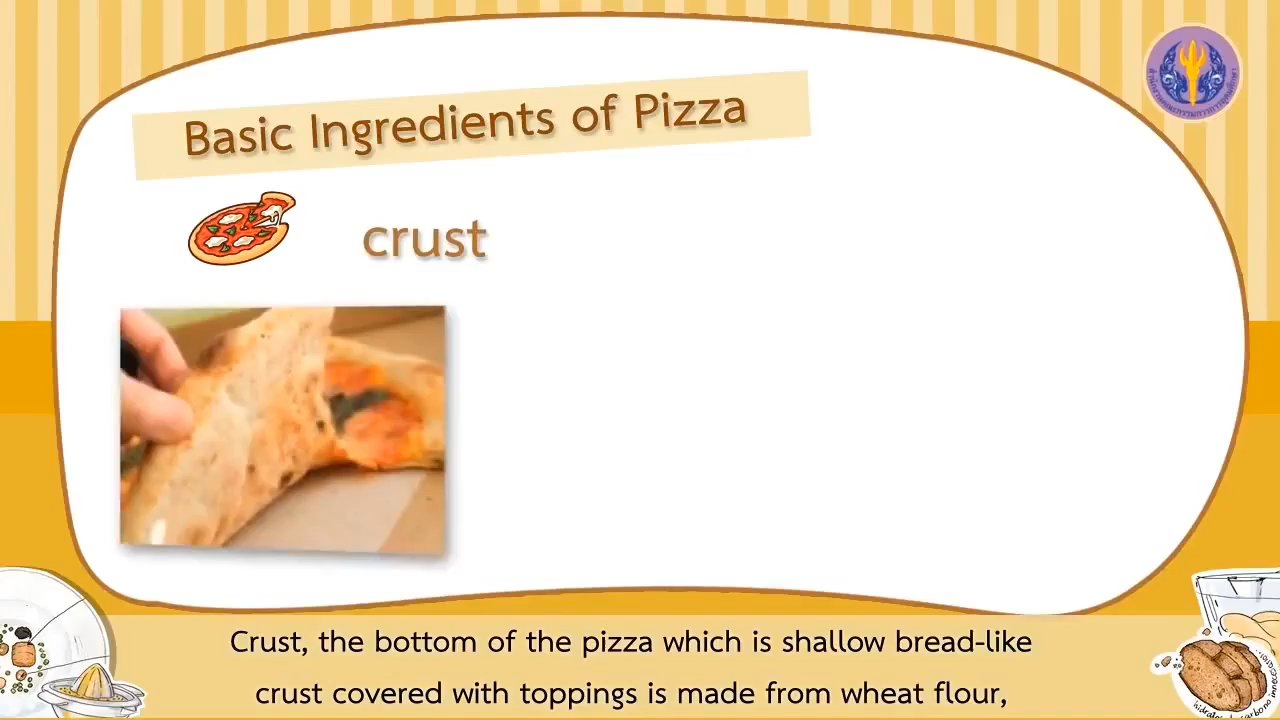 Basic Ingredients of Pizza
crust
Crust, the bottom of the pizza which is shallow bread-like
crust covered with toppings is made from wheat flour,